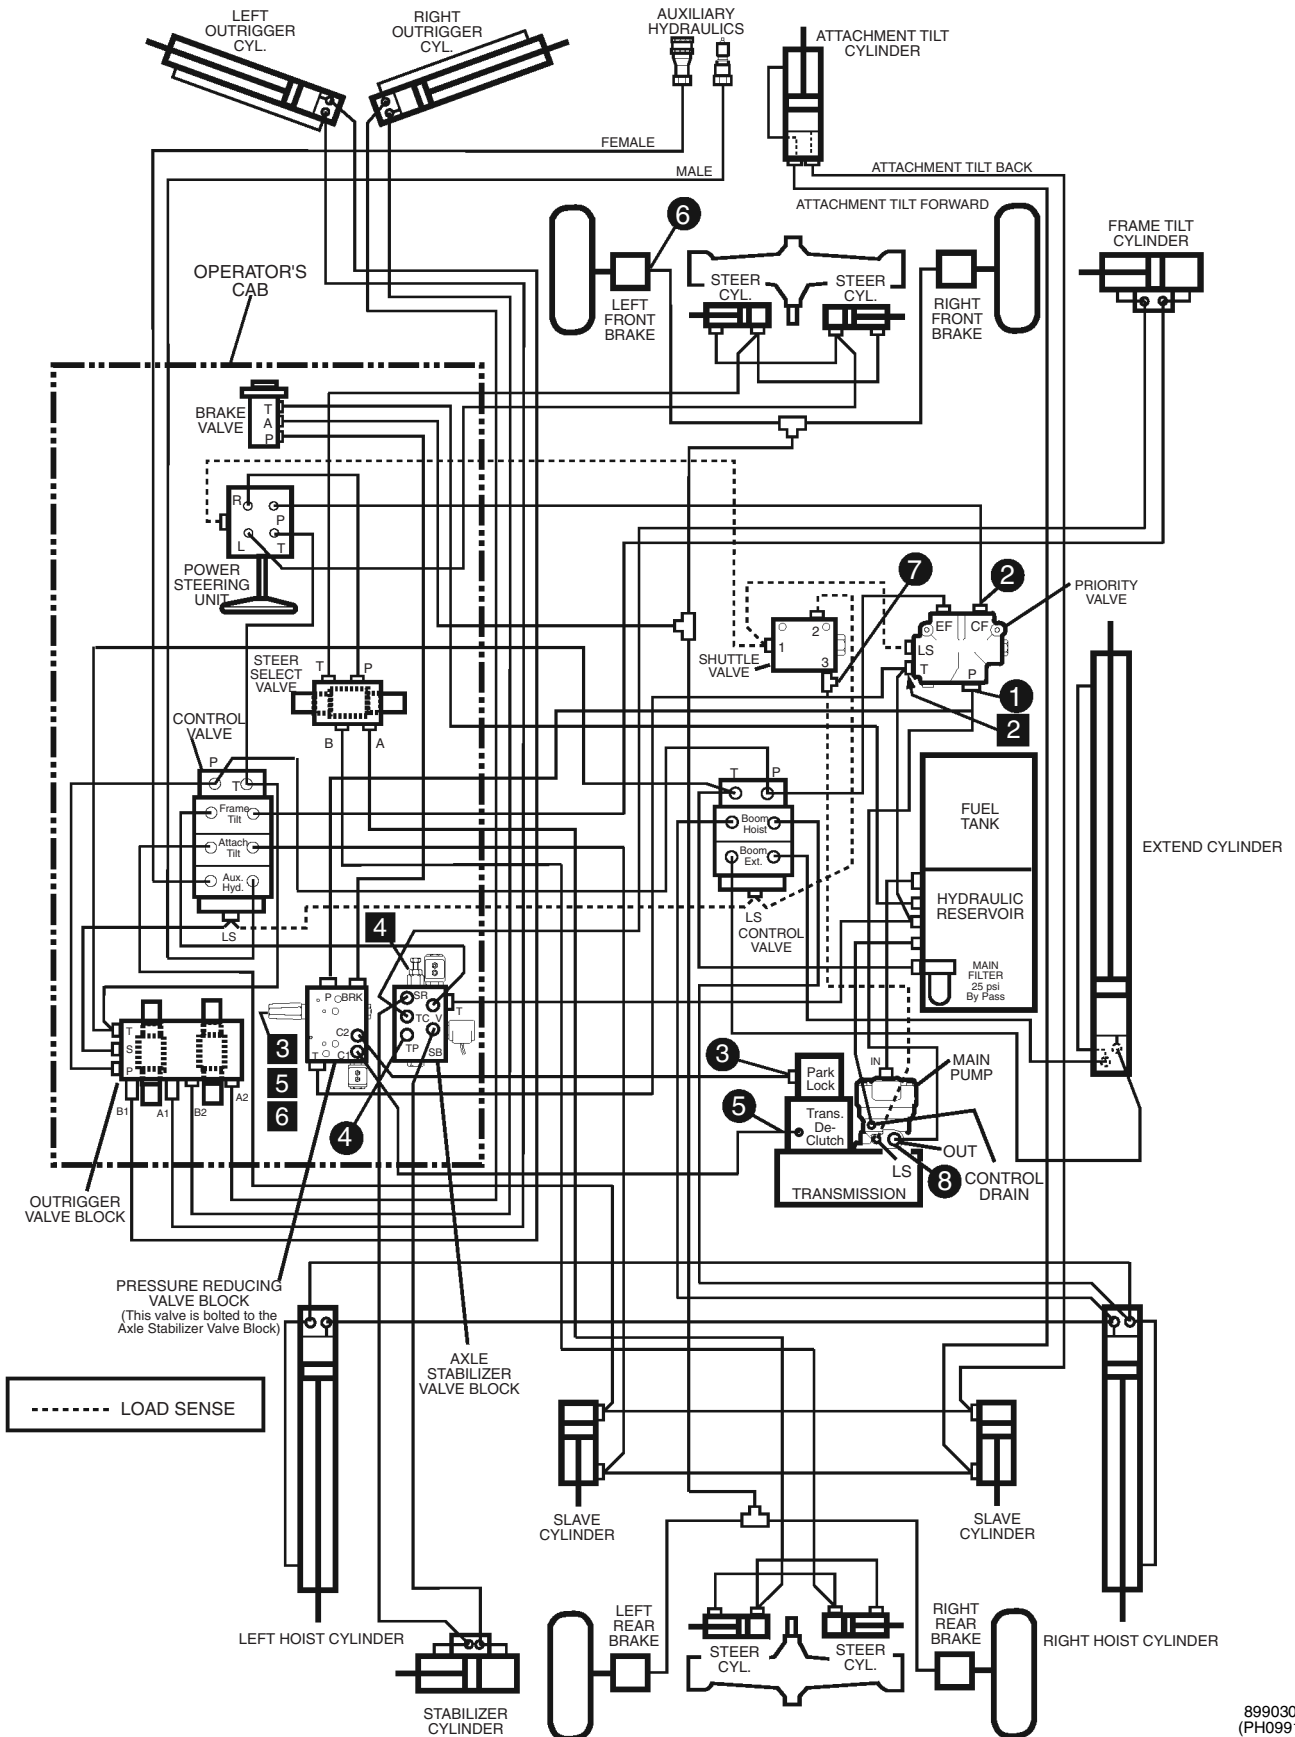 LEFT
OUTRIGGER
CYL.
RIGHT
OUTRIGGER
CYL.
AUXILIARY
HYDRAULICS
ATTACHMENT TILT
CYLINDER
FEMALE
MALE
ATTACHMENT TILT BACK
ATTACHMENT TILT FORWARD
6
FRAME TILT
CYLINDER
OPERATOR'S
CAB
STEER
CYL.
STEER
CYL.
LEFT
FRONT
BRAKE
RIGHT
FRONT
BRAKE
BRAKE
VALVE
T
A
P
R
P
L
T
POWER
STEERING
UNIT
7
2
PRIORITY
VALVE
EF
CF
LS
T
P
1
2
3
SHUTTLE
VALVE
1
2
STEER
SELECT
VALVE
T
P
B
A
CONTROL
VALVE
P
T
Frame
Tilt
Attach
Tilt
Aux.
Hyd.
LS
T
P
Boom
Hoist
Boom
Ext.
LS
CONTROL
VALVE
FUEL
TANK
HYDRAULIC
RESERVOIR
MAIN
FILTER
25 psi
By Pass
EXTEND CYLINDER
4
P
BRK
C2
C1
T
SR
TC
V
TP
SB
T
3
5
6
4
T
S
P
B1
A1
B2
A2
3
Park
Lock
5
Trans.
De-
Clutch
IN
MAIN
PUMP
OUT
LS
8
CONTROL
DRAIN
TRANSMISSION
OUTRIGGER
VALVE BLOCK
PRESSURE REDUCING
VALVE BLOCK
(This valve is bolted to the
Axle Stabilizer Valve Block)
AXLE
STABILIZER
VALVE BLOCK
LOAD SENSE
SLAVE
CYLINDER
SLAVE
CYLINDER
LEFT HOIST CYLINDER
RIGHT HOIST CYLINDER
LEFT
REAR
BRAKE
STEER
CYL.
STEER
CYL.
RIGHT
REAR
BRAKE
STABILIZER
CYLINDER
899030
(PH0991